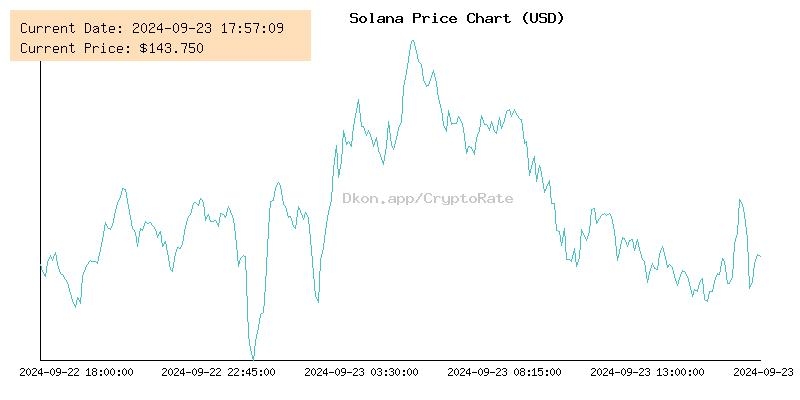 Solana Price Chart (USD)
Current Date: 2024-09-23 17:57:09
Current Price: $143.750
Dkon.app/CryptoRate
2024-09-22 18:00:00
2024-09-22 22:45:00
2024-09-23 03:30:00
2024-09-23 08:15:00
2024-09-23 13:00:00
2024-09-23